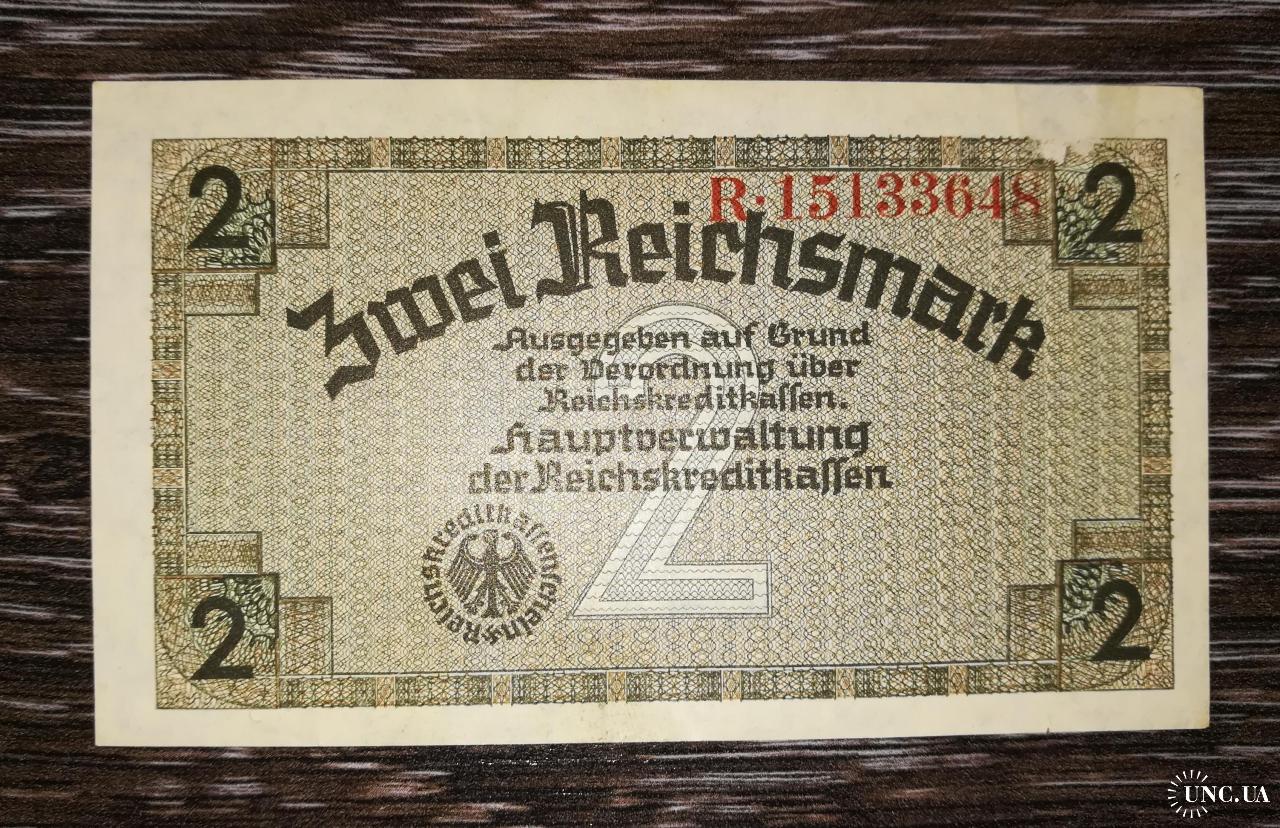 2
2
R·15133648
Zwei Reichsmark
Ausgegeben auf Grund
der Verordnung über
Reichskreditkaſſen.
Hauptverwaltung
der Reichskreditkaſſen
Reichskreditkaſſenſchein
2
2
2
UNC.UA